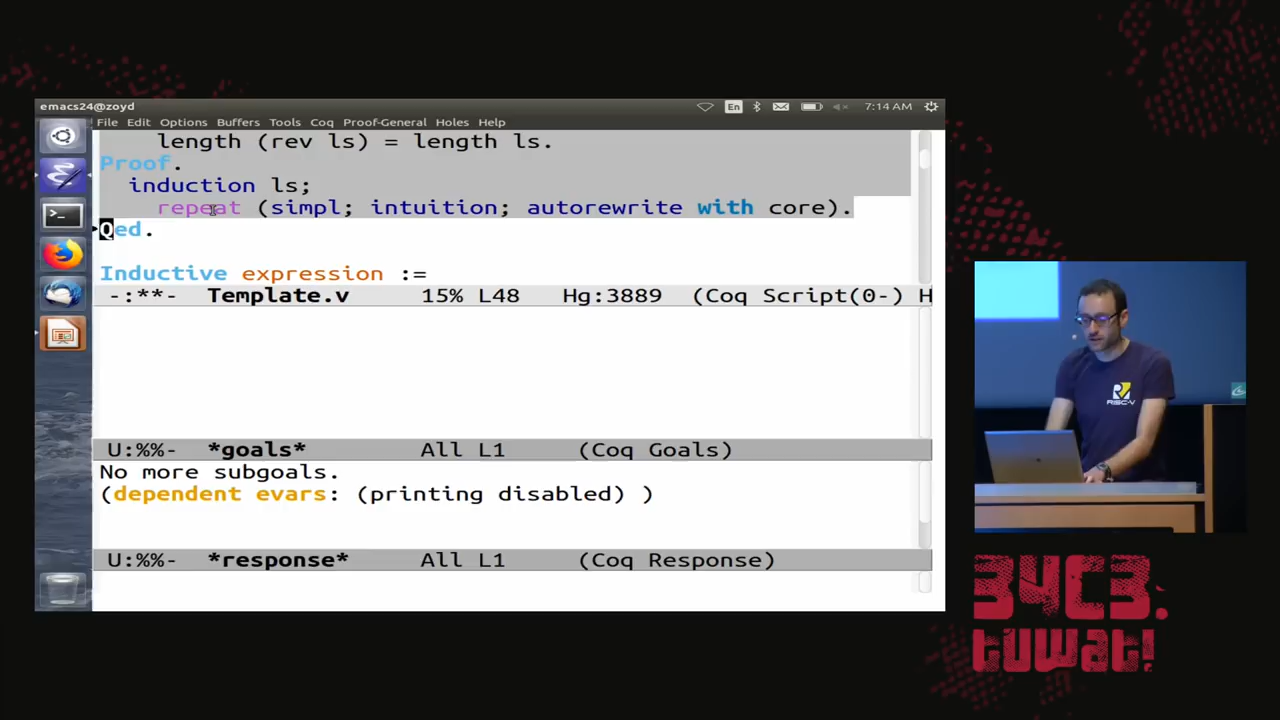 emacs24@zoyd
En
7:14 AM
File Edit Options Buffers Tools Coq Proof-General Holes Help
length (rev ls) = length ls.
Proof.
induction ls;
repeat (simpl; intuition; autorewrite with core).
Qed.
Inductive expression :=
-:**- Template.v 15% L48 Hg:3889 (Coq Script(0-) H
U:%%- *goals* All L1 (Coq Goals)
No more subgoals.
(dependent evars: (printing disabled) )
U:%%- *response* All L1 (Coq Response)
RISC-V
34C3.
tuwat!